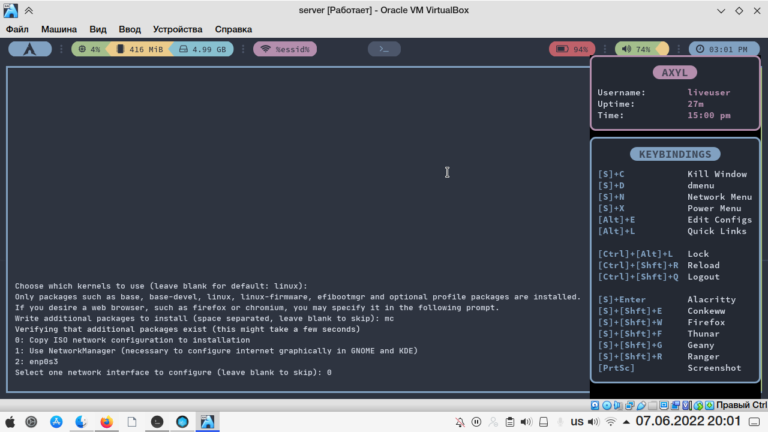 server [Работает] - Oracle VM VirtualBox
Файл Машина Вид Ввод Устройства Справка
4% 416 MiB 4.99 GB %essid% >_ 94% 74% 03:01 PM
AXYL
Username: liveuser
Uptime: 27m
Time: 15:00 pm
KEYBINDINGS
[S]+C Kill Window
[S]+D dmenu
[S]+N Network Menu
[S]+X Power Menu
[Alt]+E Edit Configs
[Alt]+L Quick Links
[Ctrl]+[Alt]+L Lock
[Ctrl]+[Shft]+R Reload
[Ctrl]+[Shft]+Q Logout
[S]+Enter Alacritty
[S]+[Shft]+E Conkeww
[S]+[Shft]+W Firefox
[S]+[Shft]+F Thunar
[S]+[Shft]+G Geany
[S]+[Shft]+R Ranger
[PrtSc] Screenshot
Choose which kernels to use (leave blank for default: linux):
Only packages such as base, base-devel, linux, linux-firmware, efibootmgr and optional profile packages are installed.
If you desire a web browser, such as firefox or chromium, you may specify it in the following prompt.
Write additional packages to install (space separated, leave blank to skip): mc
Verifying that additional packages exist (this might take a few seconds)
0: Copy ISO network configuration to installation
1: Use NetworkManager (necessary to configure internet graphically in GNOME and KDE)
2: enp0s3
Select one network interface to configure (leave blank to skip): 0
Правый Ctrl
us 07.06.2022 20:01